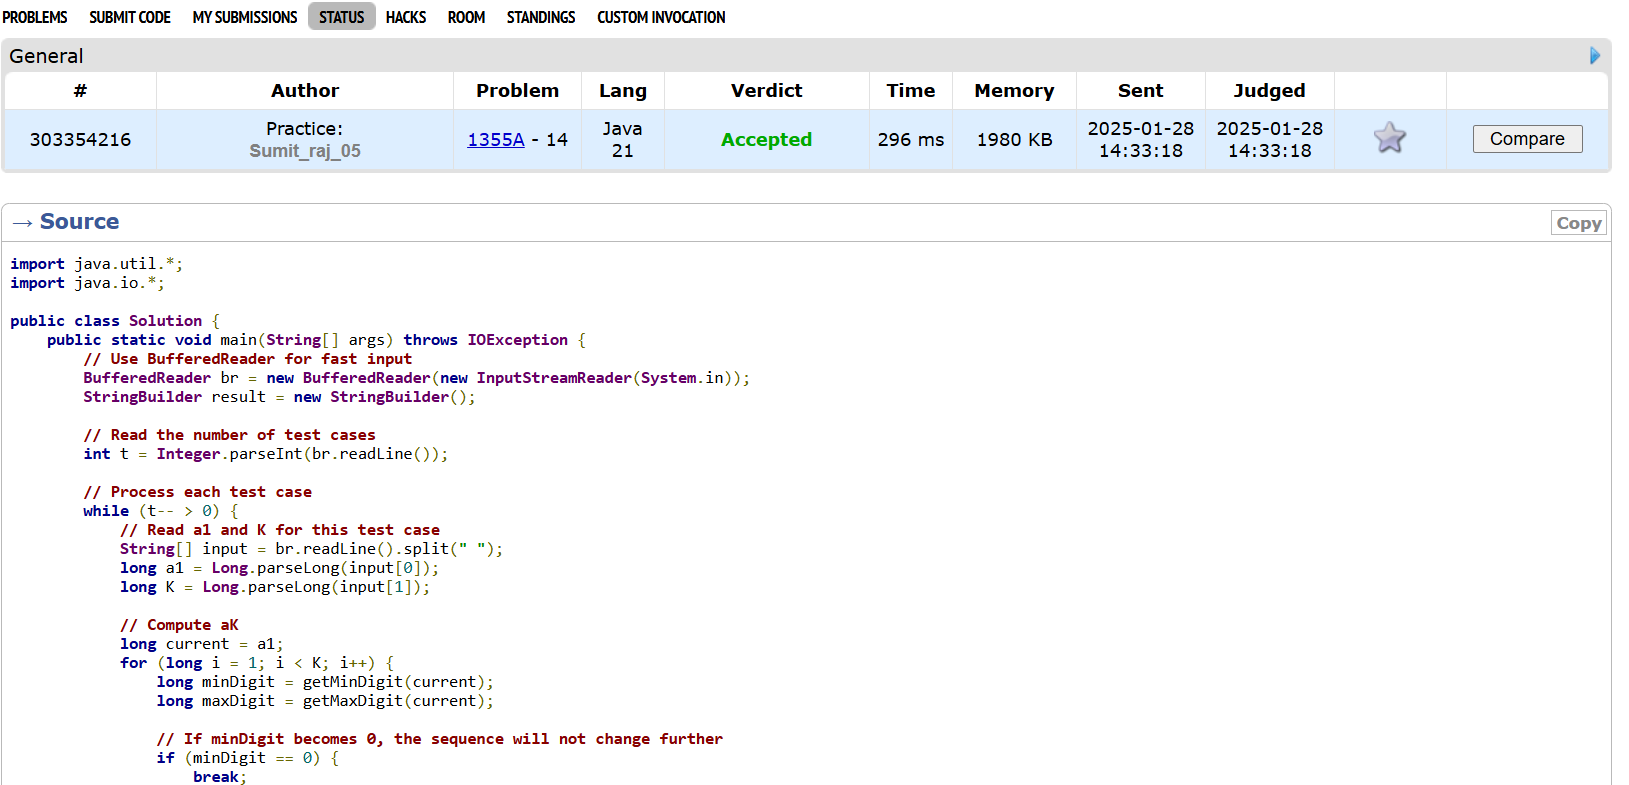 PROBLEMS SUBMIT CODE MY SUBMISSIONS STATUS HACKS ROOM STANDINGS CUSTOM INVOCATION
General
# Author Problem Lang Verdict Time Memory Sent Judged
303354216 Practice: Sumit_raj_05 1355A - 14 Java 21 Accepted 296 ms 1980 KB 2025-01-28 14:33:18 2025-01-28 14:33:18 Compare
→ Source Copy
import java.util.*;
import java.io.*;

public class Solution {
    public static void main(String[] args) throws IOException {
        // Use BufferedReader for fast input
        BufferedReader br = new BufferedReader(new InputStreamReader(System.in));
        StringBuilder result = new StringBuilder();

        // Read the number of test cases
        int t = Integer.parseInt(br.readLine());

        // Process each test case
        while (t-- > 0) {
            // Read a1 and K for this test case
            String[] input = br.readLine().split(" ");
            long a1 = Long.parseLong(input[0]);
            long K = Long.parseLong(input[1]);

            // Compute aK
            long current = a1;
            for (long i = 1; i < K; i++) {
                long minDigit = getMinDigit(current);
                long maxDigit = getMaxDigit(current);

                // If minDigit becomes 0, the sequence will not change further
                if (minDigit == 0) {
                    break;